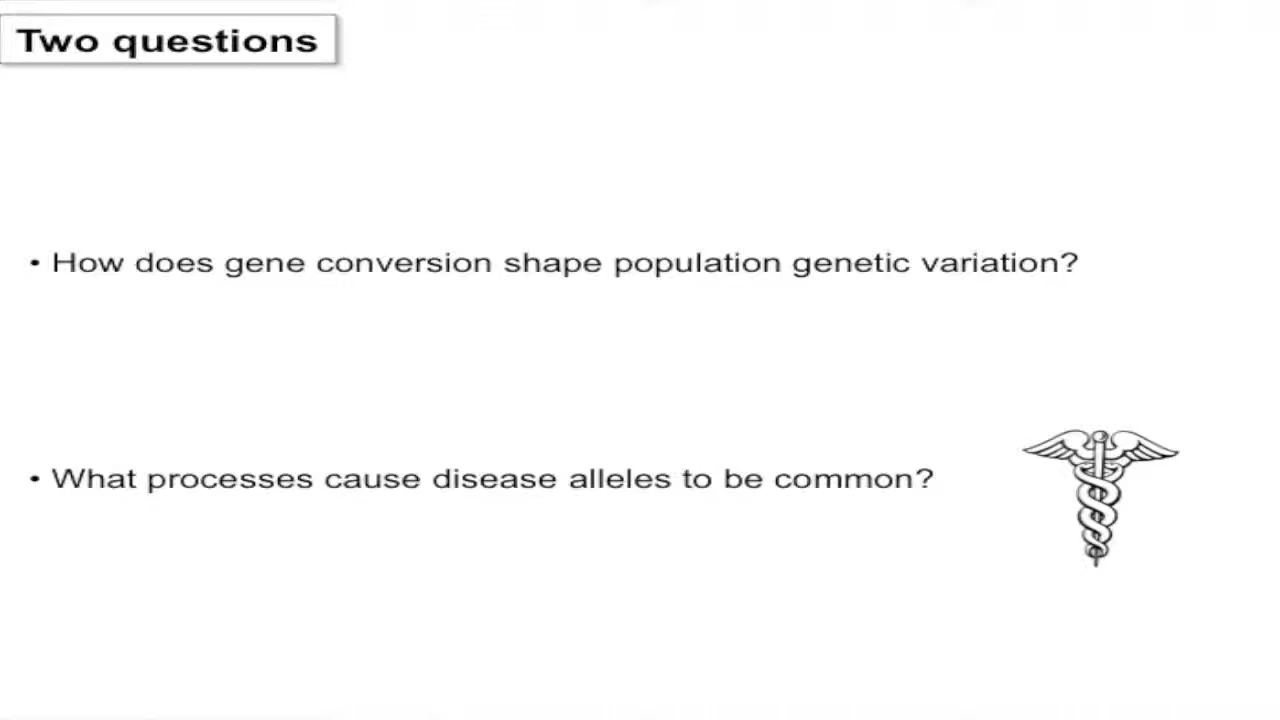 Two questions
• How does gene conversion shape population genetic variation?
• What processes cause disease alleles to be common?